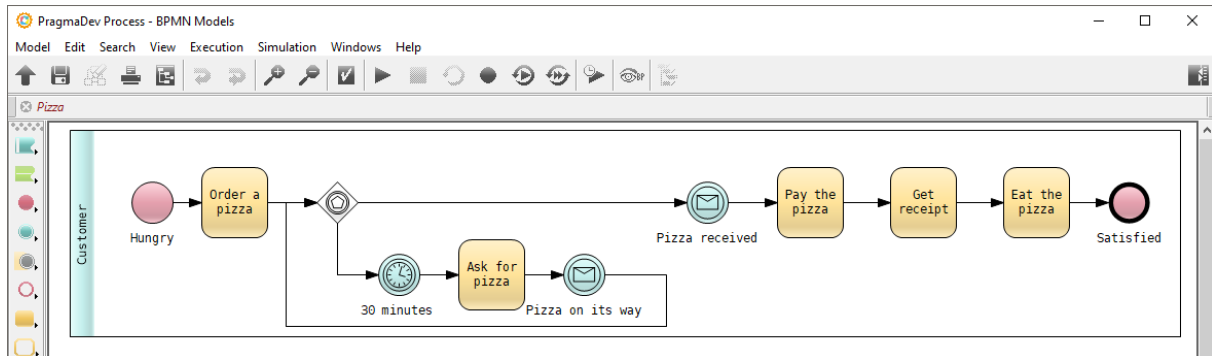 PragmaDev Process - BPMN Models
Model Edit Search View Execution Simulation Windows Help
Pizza
Customer
Hungry
Order a
pizza
30 minutes
Ask for
pizza
Pizza on its way
Pizza received
Pay the
pizza
Get
receipt
Eat the
pizza
Satisfied